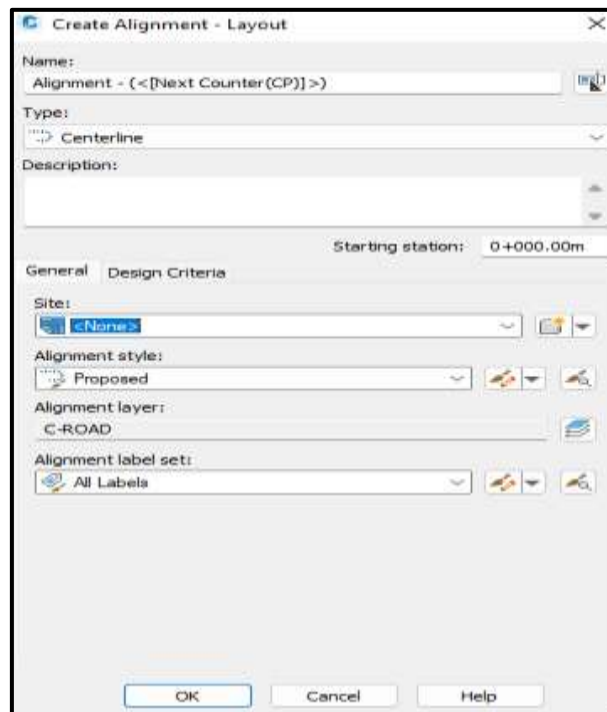 Create Alignment - Layout
Name:
Alignment - (<[Next Counter(CP)]>)
Type:
Centerline
Description:
Starting station: 0+000.00m
General Design Criteria
Site:
<None>
Alignment style:
Proposed
Alignment layer:
C-ROAD
Alignment label set:
All Labels
OK Cancel Help